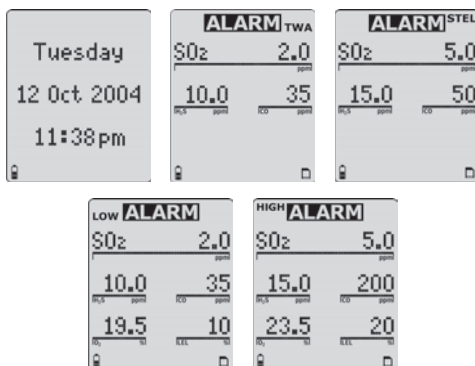 Tuesday
12 Oct 2004
11:38pm
ALARM TWA
SO2 2.0
ppm
10.0 35
H2S ppm CO ppm
ALARM STEL
SO2 5.0
ppm
15.0 50
H2S ppm CO ppm
LOW ALARM
SO2 2.0
ppm
10.0 35
H2S ppm CO ppm
19.5 10
O2 % LEL %
HIGH ALARM
SO2 5.0
ppm
15.0 200
H2S ppm CO ppm
23.5 20
O2 % LEL %